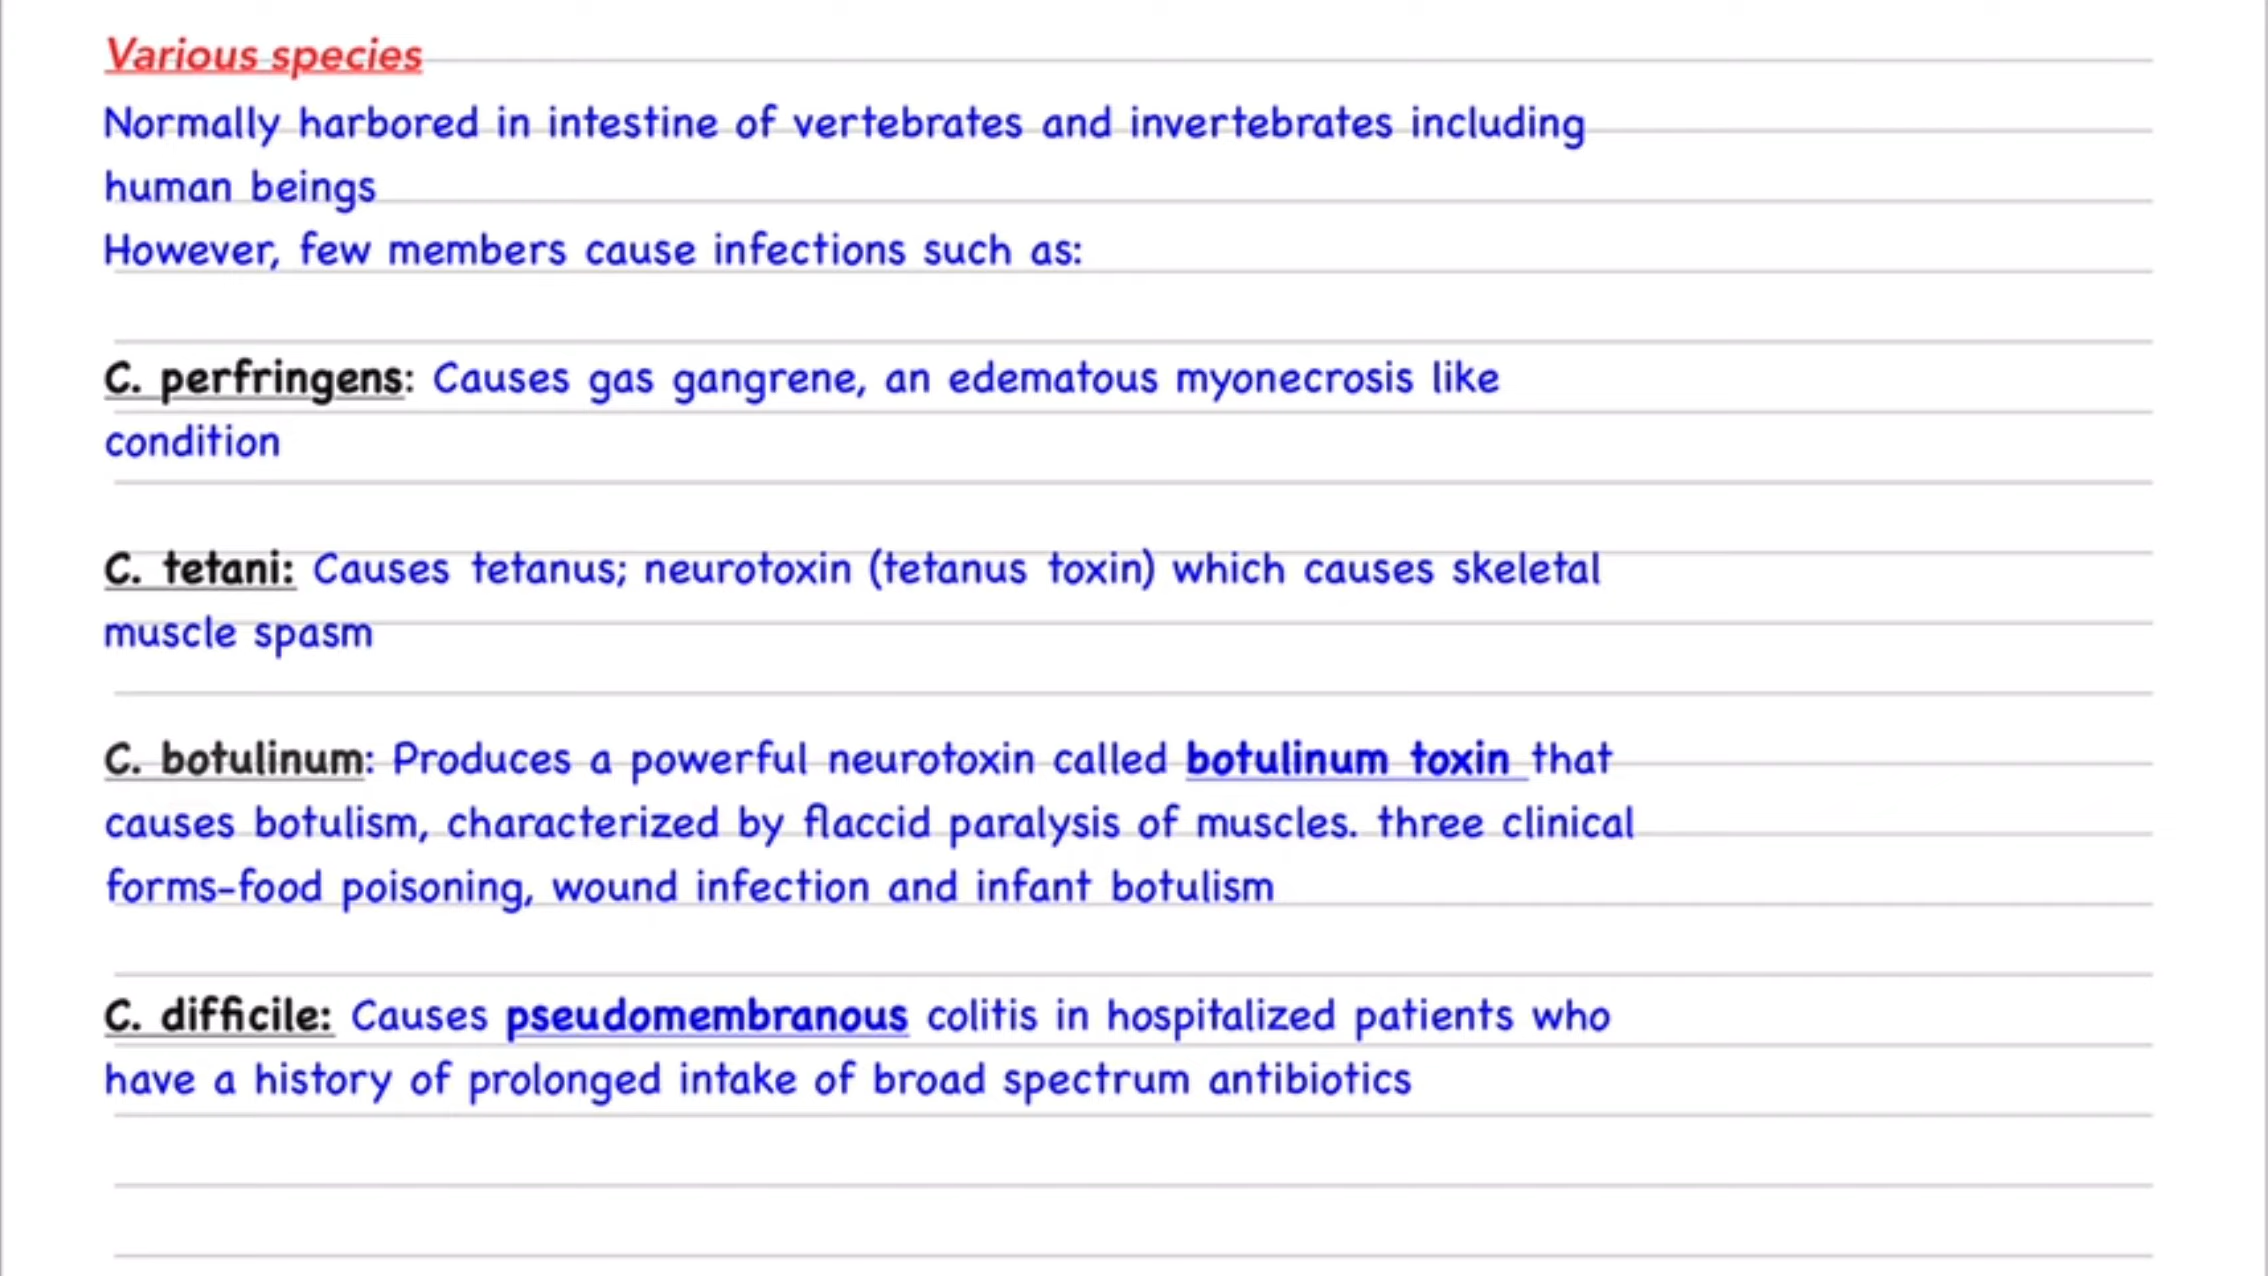 Various species
Normally harbored in intestine of vertebrates and invertebrates including
human beings
However, few members cause infections such as:
C. perfringens: Causes gas gangrene, an edematous myonecrosis like
condition
C. tetani: Causes tetanus; neurotoxin (tetanus toxin) which causes skeletal
muscle spasm
C. botulinum: Produces a powerful neurotoxin called botulinum toxin that
causes botulism, characterized by flaccid paralysis of muscles. three clinical
forms-food poisoning, wound infection and infant botulism
C. difficile: Causes pseudomembranous colitis in hospitalized patients who
have a history of prolonged intake of broad spectrum antibiotics